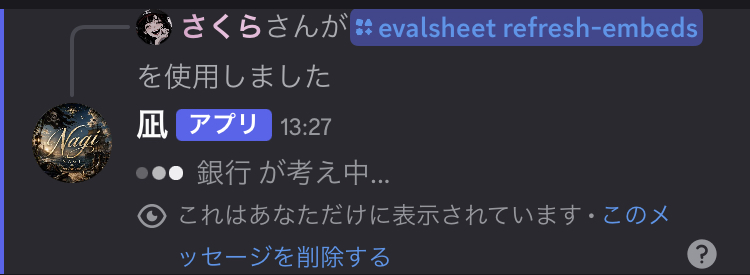 さくらさんが evalsheet refresh-embeds
を使用しました
Nagi
凪 アプリ 13:27
銀行 が考え中...
これはあなただけに表示されています・このメ
ッセージを削除する
?